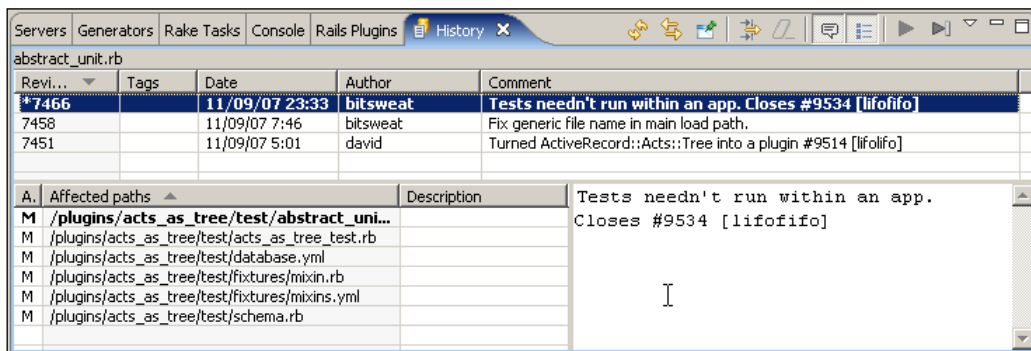 Servers Generators Rake Tasks Console Rails Plugins History
abstract_unit.rb
Revi... Tags Date Author Comment
*7466 11/09/07 23:33 bitsweat Tests needn't run within an app. Closes #9534 [lifofifo]
7458 11/09/07 7:46 bitsweat Fix generic file name in main load path.
7451 11/09/07 5:01 david Turned ActiveRecord::Acts::Tree into a plugin #9514 [lifolifo]
A. Affected paths Description
M /plugins/acts_as_tree/test/abstract_uni...
M /plugins/acts_as_tree/test/acts_as_tree_test.rb
M /plugins/acts_as_tree/test/database.yml
M /plugins/acts_as_tree/test/fixtures/mixin.rb
M /plugins/acts_as_tree/test/fixtures/mixins.yml
M /plugins/acts_as_tree/test/schema.rb
Tests needn't run within an app.
Closes #9534 [lifofifo]